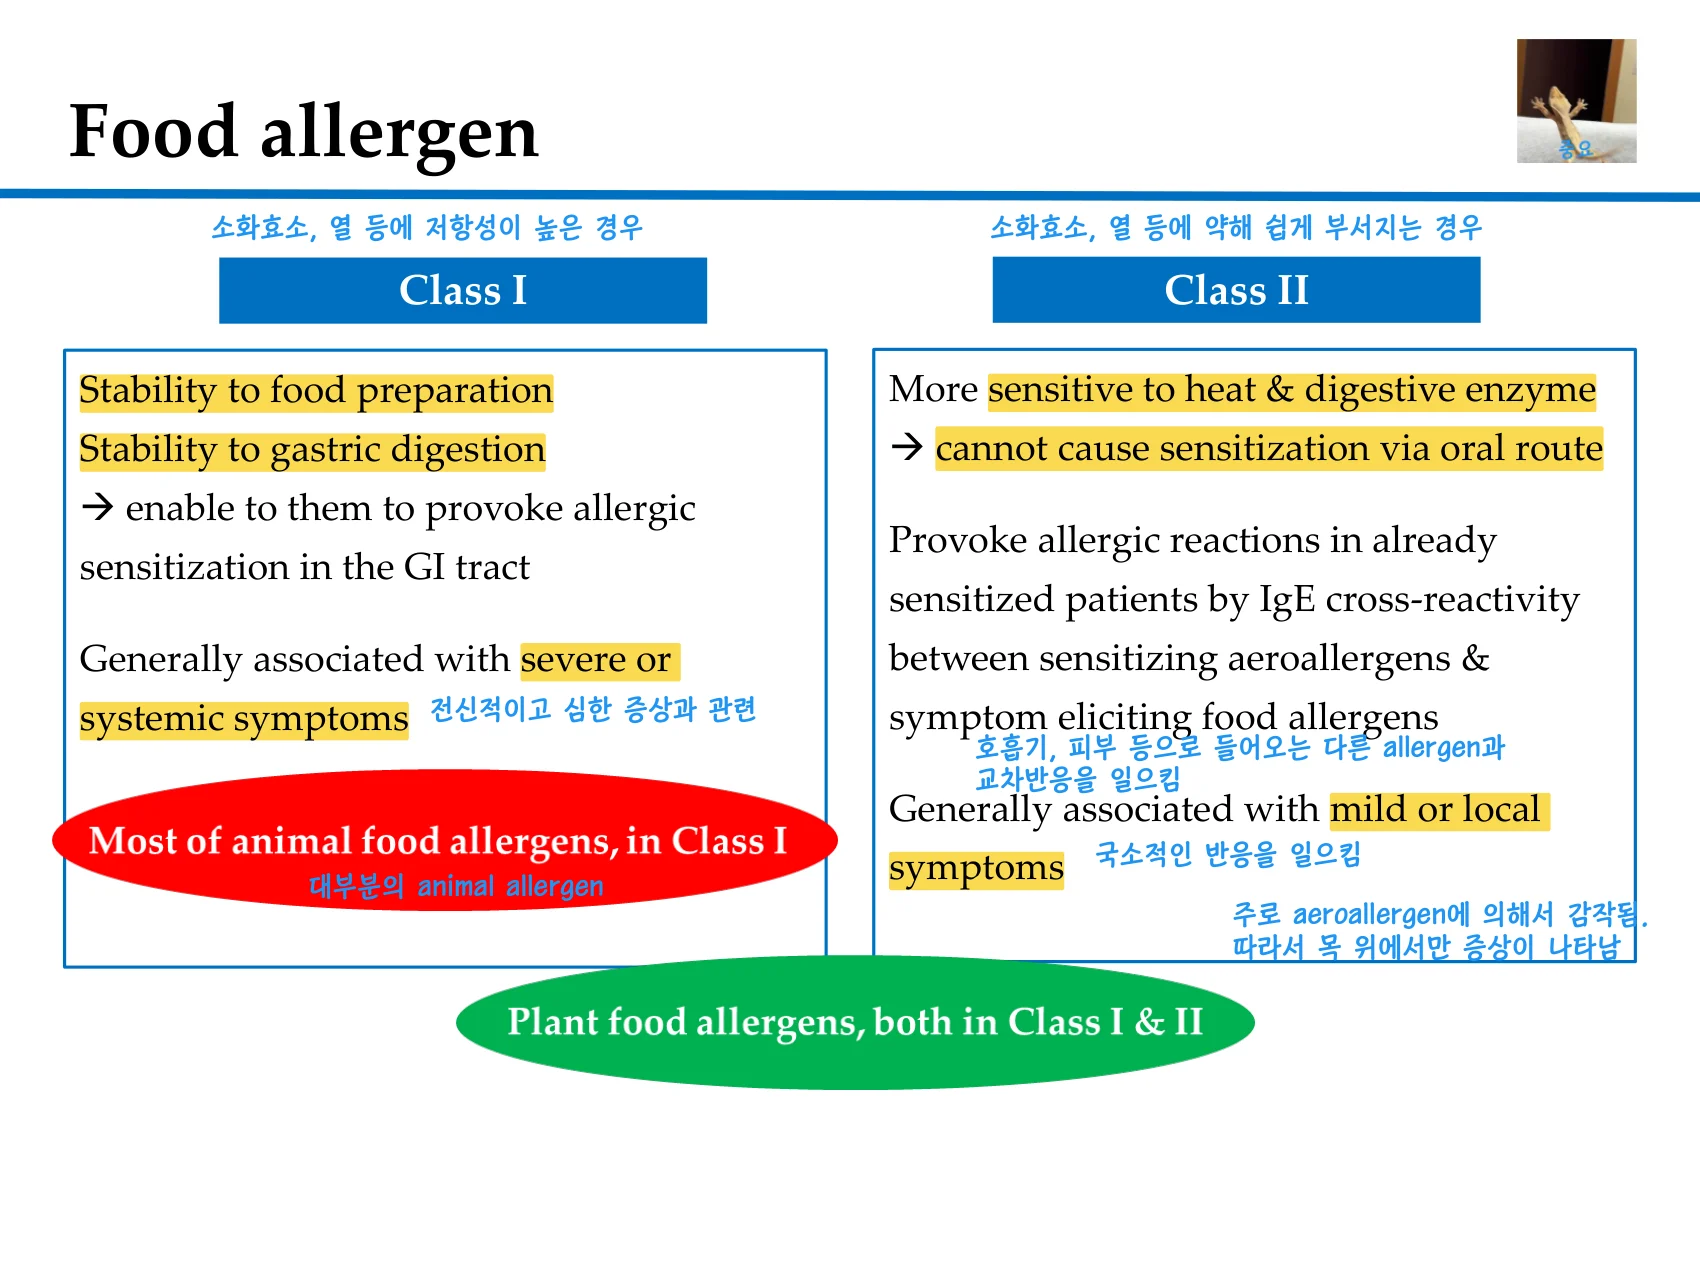 Food allergen
중요
소화효소, 열 등에 저항성이 높은 경우
Class I
Stability to food preparation
Stability to gastric digestion
→ enable to them to provoke allergic
sensitization in the GI tract
Generally associated with severe or
systemic symptoms 전신적이고 심한 증상과 관련
Most of animal food allergens, in Class I
대부분의 animal allergen
소화효소, 열 등에 약해 쉽게 부서지는 경우
Class II
More sensitive to heat & digestive enzyme
→ cannot cause sensitization via oral route
Provoke allergic reactions in already
sensitized patients by IgE cross-reactivity
between sensitizing aeroallergens &
symptom eliciting food allergens
호흡기, 피부 등으로 들어오는 다른 allergen과
교차반응을 일으킴
Generally associated with mild or local
symptoms 국소적인 반응을 일으킴
주로 aeroallergen에 의해서 감작됨.
따라서 목 위에서만 증상이 나타남
Plant food allergens, both in Class I & II